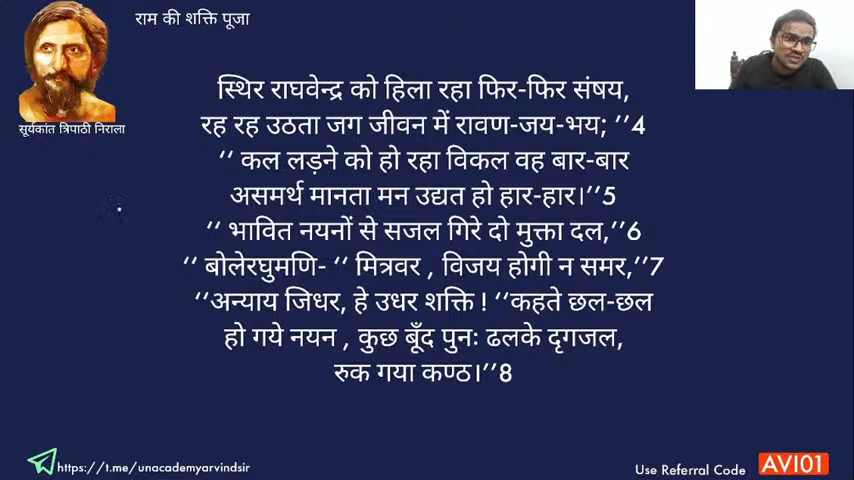 राम की शक्ति पूजा
सूर्यकांत त्रिपाठी निराला
स्थिर राघवेन्द्र को हिला रहा फिर-फिर संषय,
रह रह उठता जग जीवन में रावण-जय-भय; ‘‘4
‘‘ कल लड़ने को हो रहा विकल वह बार-बार
असमर्थ मानता मन उद्यत हो हार-हार।‘‘5
‘‘ भावित नयनों से सजल गिरे दो मुक्ता दल,‘‘6
‘‘ बोलेरघुमणि- ‘‘ मित्रवर , विजय होगी न समर,‘‘7
‘‘अन्याय जिधर, हे उधर शक्ति ! ‘‘कहते छल-छल
हो गये नयन , कुछ बूँद पुनः ढलके दृगजल,
रुक गया कण्ठ।‘‘8
https://t.me/unacademyarvindsir
Use Referral Code AVI01